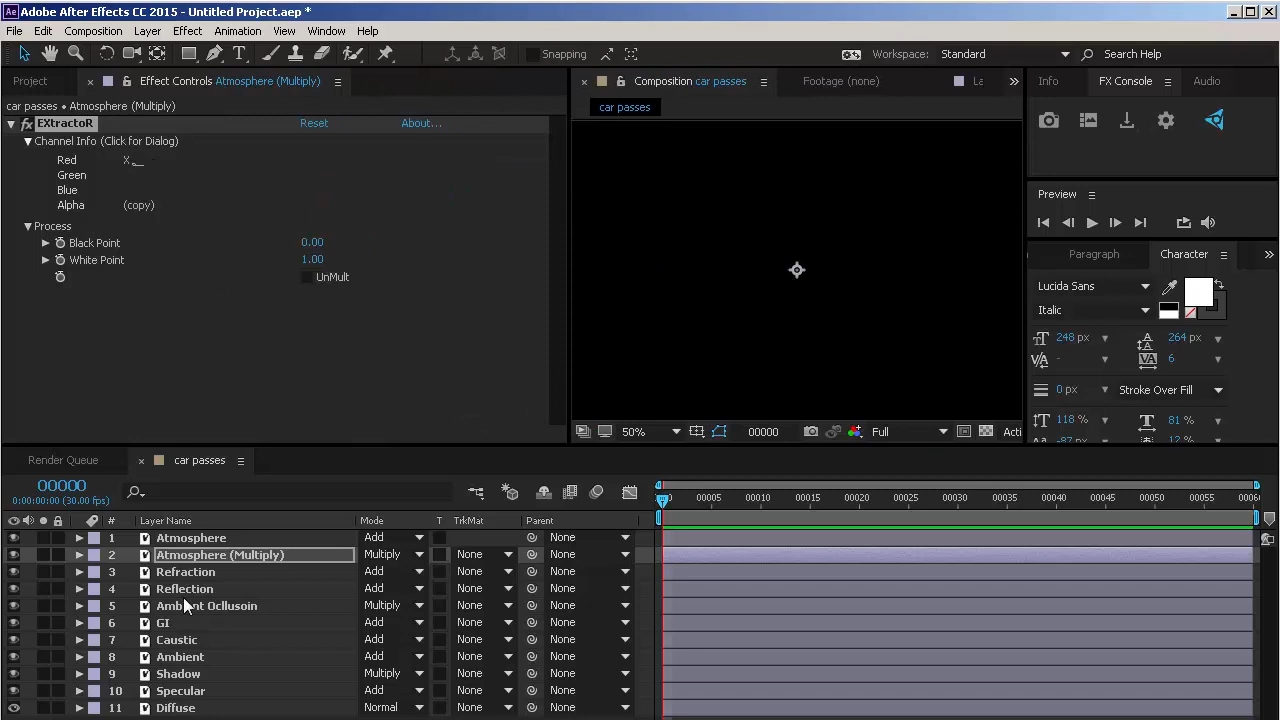 Ae Adobe After Effects CC 2015 - Untitled Project.aep *
File Edit Composition Layer Effect Animation View Window Help
Snapping Workspace: Standard Search Help
Project Effect Controls Atmosphere (Multiply) Composition car passes Footage (none) La Info FX Console Audio
car passes • Atmosphere (Multiply) car passes
fx EXtractoR Reset About...
Channel Info (Click for Dialog)
Red X
Green
Blue
Alpha (copy)
Process
Black Point 0.00
White Point 1.00
UnMult
Preview
Paragraph Character
Lucida Sans
Italic
248 px 264 px
- 6
0 px Stroke Over Fill
118 % 81 %
-87 px 12 %
50% 00000 Full Acti
Render Queue car passes
00000
0:00:00:00 (30.00 fps)
00005 00010 00015 00020 00025 00030 00035 00040 00045 00050 00055
# Layer Name Mode T TrkMat Parent
1 Atmosphere Add None
2 Atmosphere (Multiply) Multiply None None
3 Refraction Add None None
4 Reflection Add None None
5 Ambient Ocllusoin Multiply None None
6 GI Add None None
7 Caustic Add None None
8 Ambient Add None None
9 Shadow Multiply None None
10 Specular Add None None
11 Diffuse Normal None None